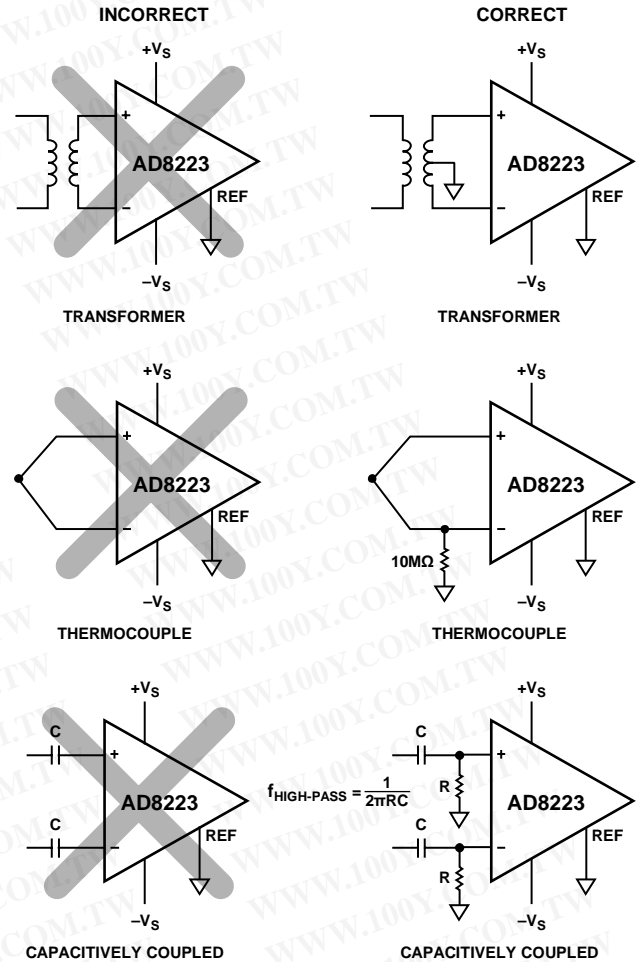 INCORRECT
CORRECT
+VS
+
AD8223
REF
−
−VS
TRANSFORMER
+VS
+
AD8223
REF
−
−VS
TRANSFORMER
+VS
+
AD8223
REF
−
−VS
THERMOCOUPLE
+VS
+
AD8223
REF
−
10MΩ
−VS
THERMOCOUPLE
+VS
C
+
AD8223
C
REF
−
−VS
CAPACITIVELY COUPLED
fHIGH-PASS = 1/2πRC
+VS
C
+
R
AD8223
C
REF
−
R
−VS
CAPACITIVELY COUPLED
WWW.100Y.COM.TW